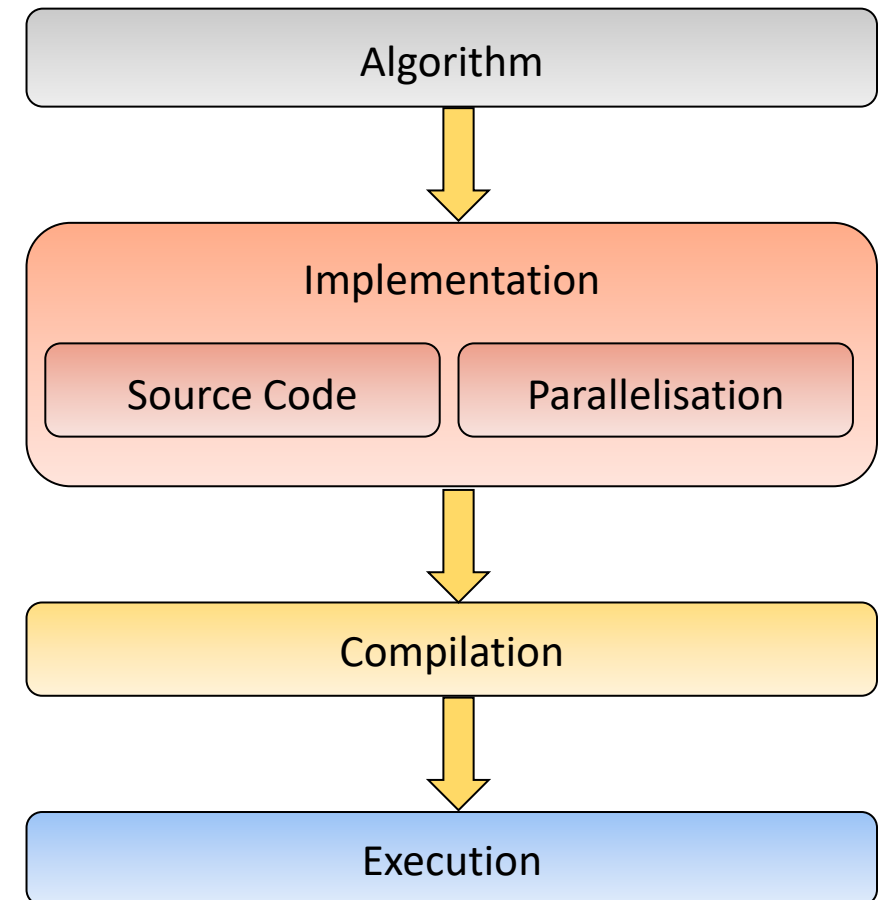 Algorithm
Implementation
Source Code
Parallelisation
Compilation
Execution